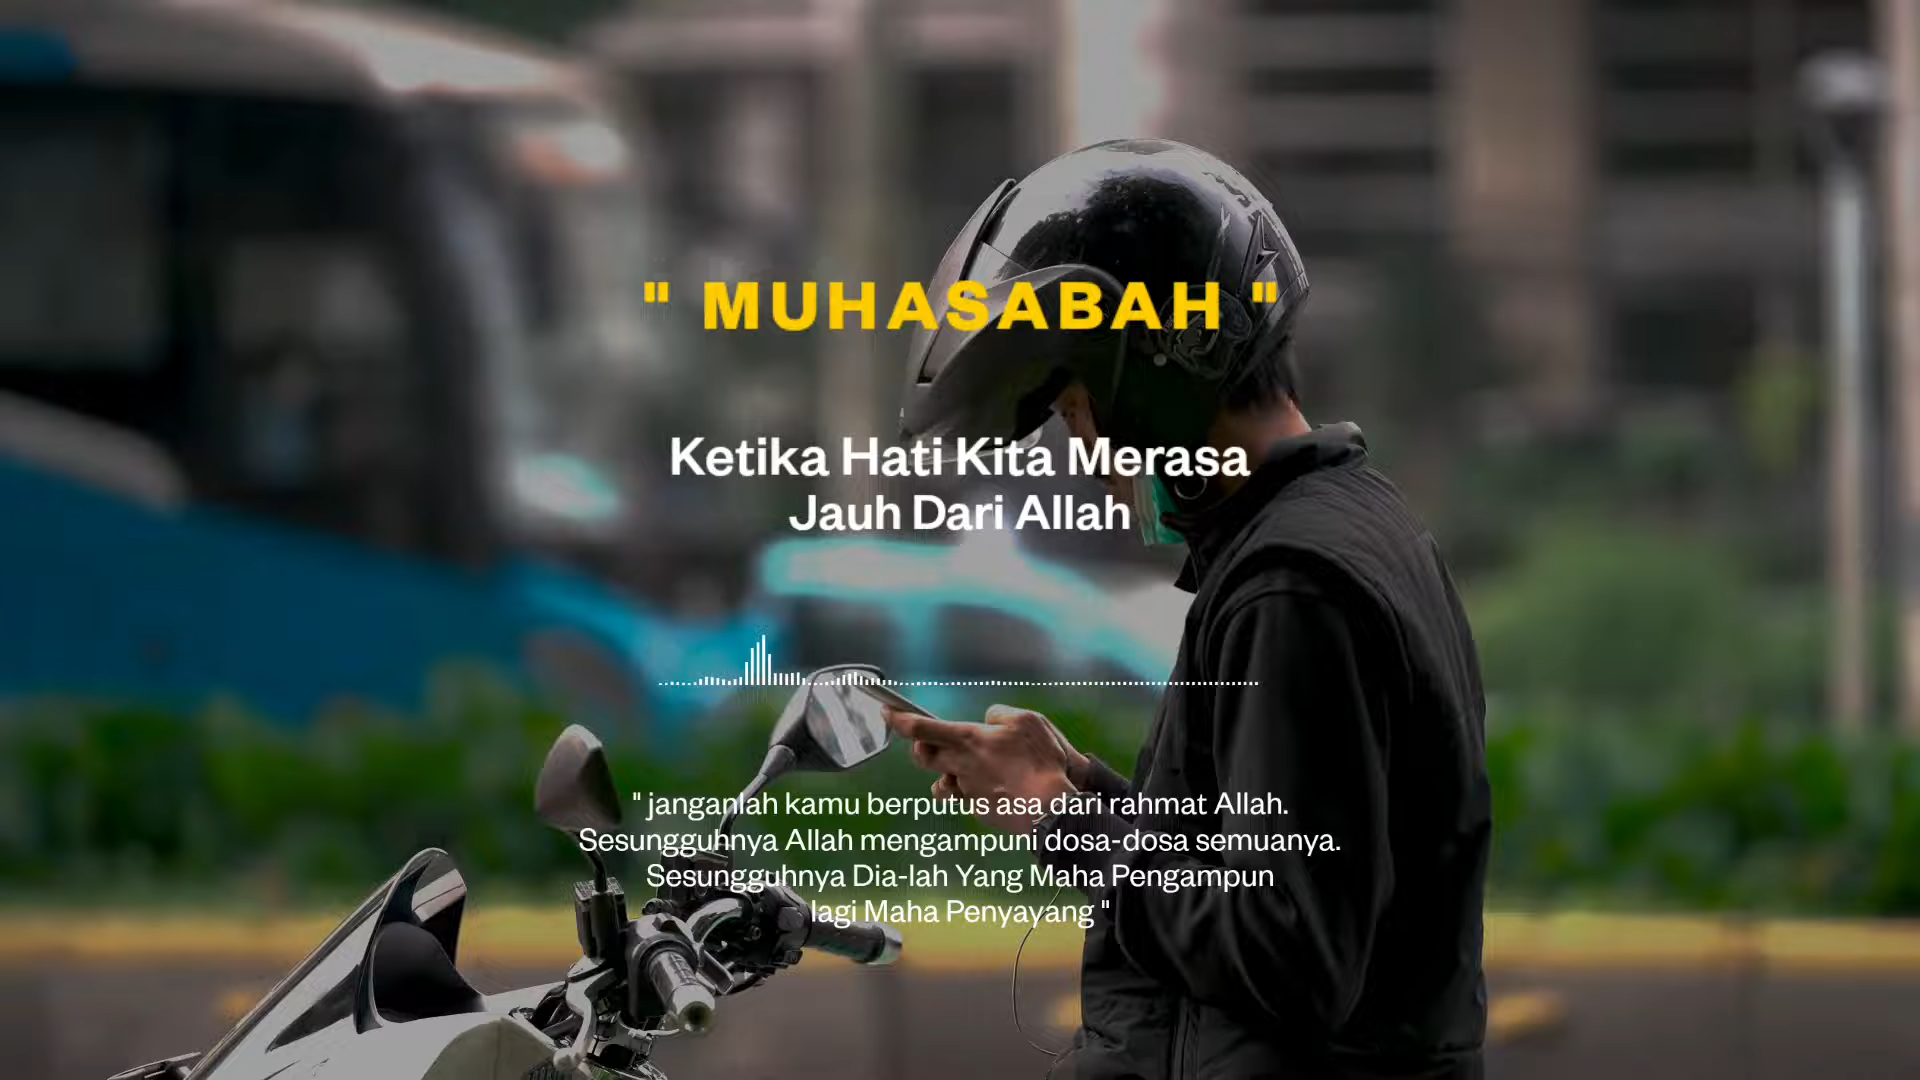 " MUHASABAH "
Ketika Hati Kita Merasa
Jauh Dari Allah
" janganlah kamu berputus asa dari rahmat Allah.
Sesungguhnya Allah mengampuni dosa-dosa semuanya.
Sesungguhnya Dia-lah Yang Maha Pengampun
lagi Maha Penyayang "